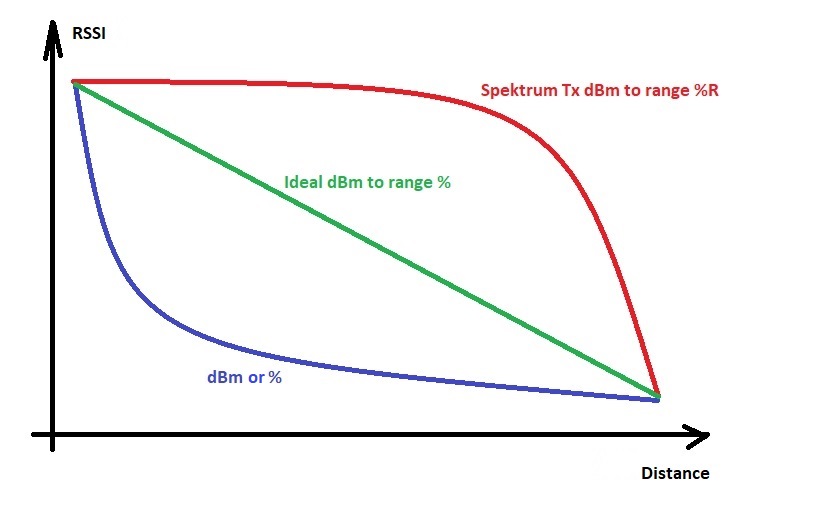 RSSI
Spektrum Tx dBm to range %R
Ideal dBm to range %
dBm or %
Distance